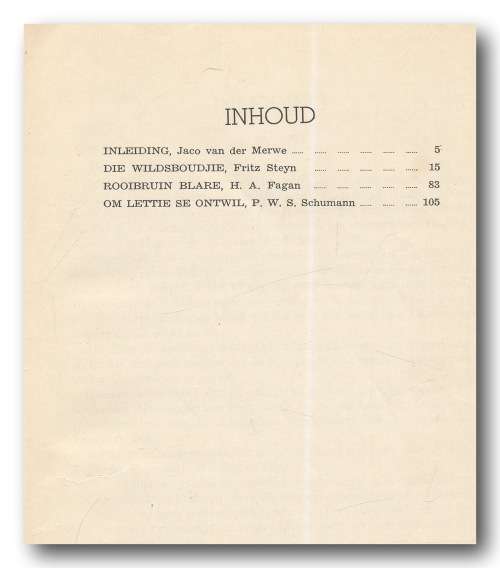 INHOUD
INLEIDING, Jaco van der Merwe ...... ...... ...... ...... ...... ...... 5
DIE WILDSBOUDJIE, Fritz Steyn ...... ...... ...... ...... ...... 15
ROOIBRUIN BLARE, H. A. Fagan ...... ...... ...... ...... ...... 83
OM LETTIE SE ONTWIL, P. W. S. Schumann ...... ...... ...... 105